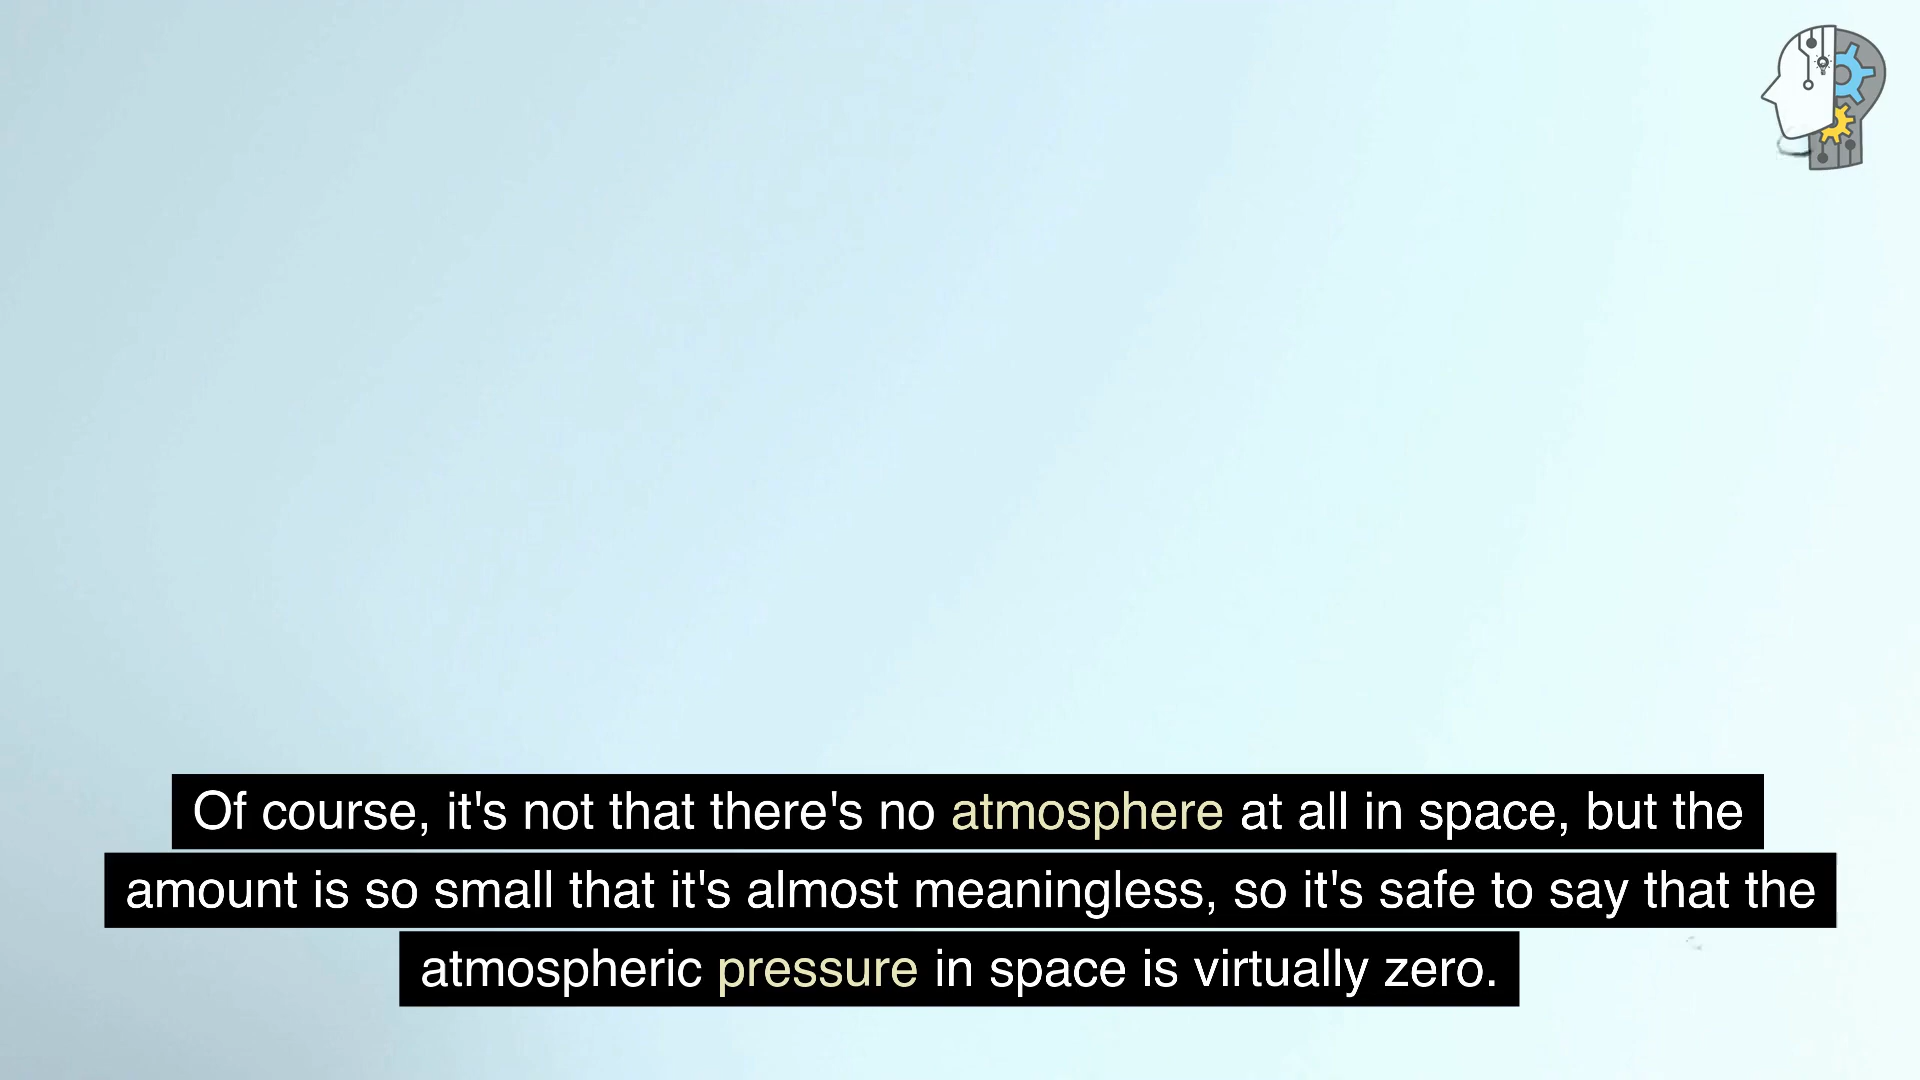 Of course, it's not that there's no atmosphere at all in space, but the
amount is so small that it's almost meaningless, so it's safe to say that the
atmospheric pressure in space is virtually zero.